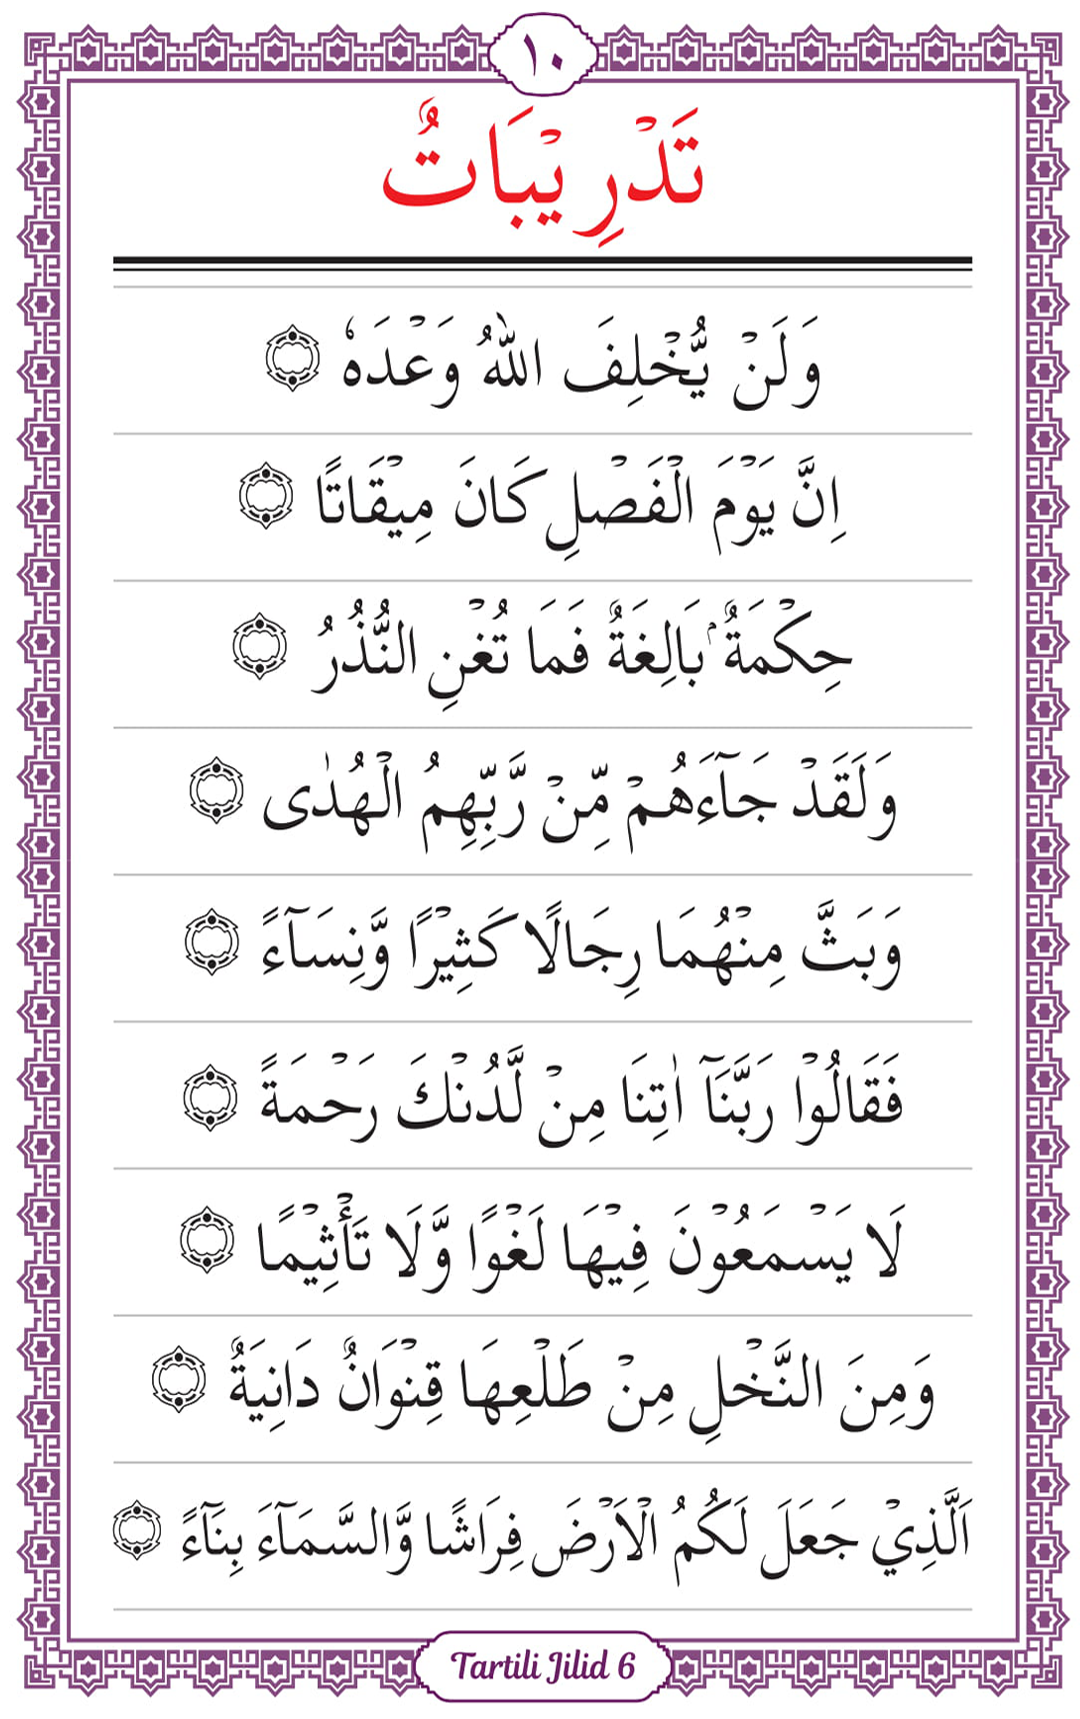 ١٠
تَدْرِيْبَاتٌ
وَلَنْ يُّخْلِفَ اللّٰهُ وَعْدَهٗ ۝
اِنَّ يَوْمَ الْفَصْلِ كَانَ مِيْقَاتًا ۝
حِكْمَةٌ ۢ بَالِغَةٌ فَمَا تُغْنِ النُّذُرُ ۝
وَلَقَدْ جَآءَهُمْ مِّنْ رَّبِّهِمُ الْهُدٰى ۝
وَبَثَّ مِنْهُمَا رِجَالًا كَثِيْرًا وَّنِسَآءً ۝
فَقَالُوْا رَبَّنَآ اٰتِنَا مِنْ لَّدُنْكَ رَحْمَةً ۝
لَا يَسْمَعُوْنَ فِيْهَا لَغْوًا وَّلَا تَأْثِيْمًا ۝
وَمِنَ النَّخْلِ مِنْ طَلْعِهَا قِنْوَانٌ دَانِيَةٌ ۝
اَلَّذِيْ جَعَلَ لَكُمُ الْاَرْضَ فِرَاشًا وَّالسَّمَآءَ بِنَآءً ۝
Tartili Jilid 6